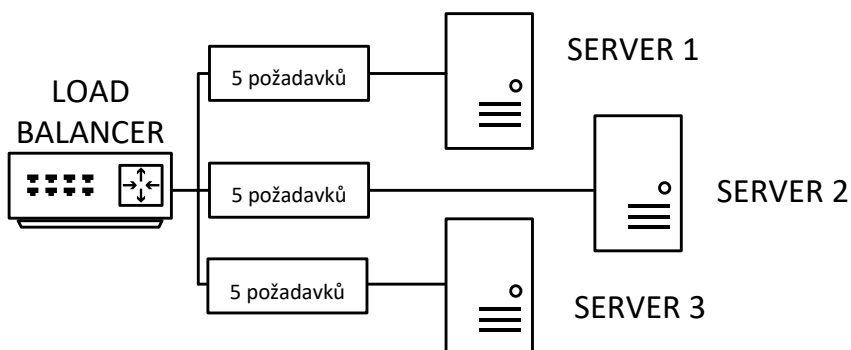 LOAD
BALANCER
5 požadavků
SERVER 1
5 požadavků
SERVER 2
5 požadavků
SERVER 3